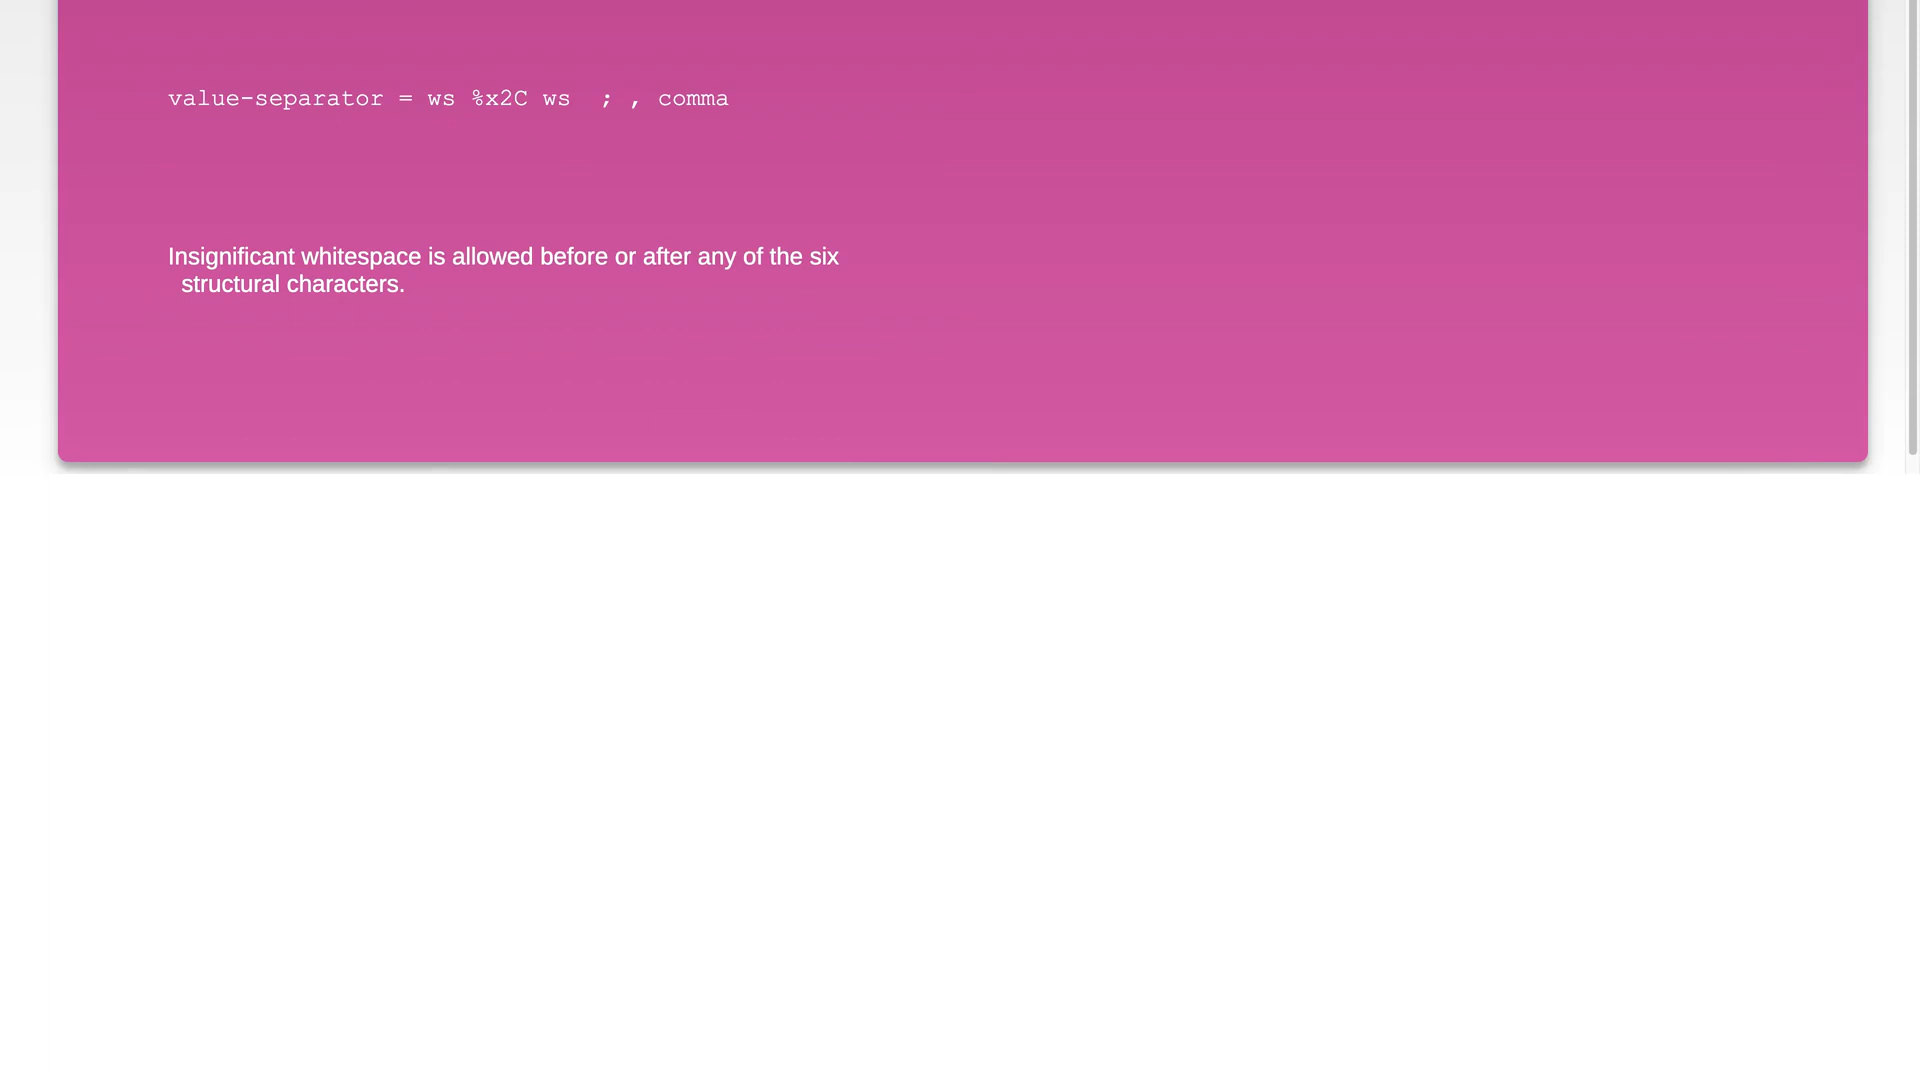 value-separator = ws %x2C ws  ; , comma
Insignificant whitespace is allowed before or after any of the six
structural characters.